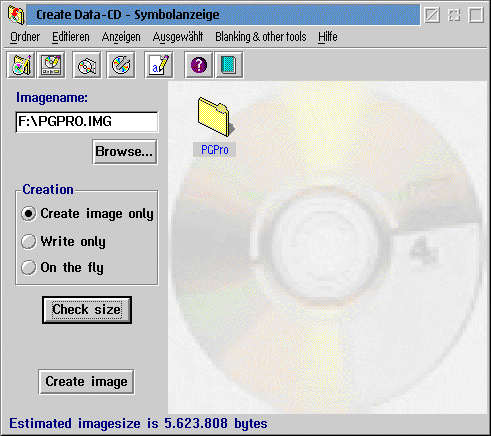 Create Data-CD - Symbolanzeige
Ordner Editieren Anzeigen Ausgewählt Blanking & other tools Hilfe
Imagename:
F:\PGPRO.IMG
Browse...
PGPro
Creation
Create image only
Write only
On the fly
4x
Check size
Create image
Estimated imagesize is 5.623.808 bytes